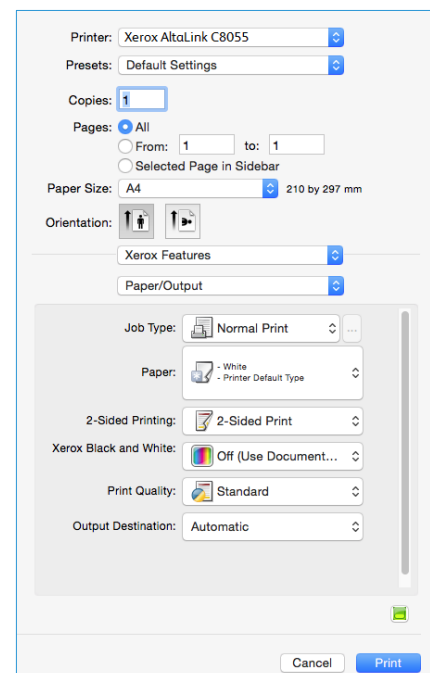 Printer: Xerox AltaLink C8055
Presets: Default Settings
Copies: 1
Pages: All
From: 1 to: 1
Selected Page in Sidebar
Paper Size: A4 210 by 297 mm
Orientation:
Xerox Features
Paper/Output
Job Type: Normal Print ...
Paper: - White
- Printer Default Type
2-Sided Printing: 2-Sided Print
Xerox Black and White: Off (Use Document...
Print Quality: Standard
Output Destination: Automatic
Cancel Print